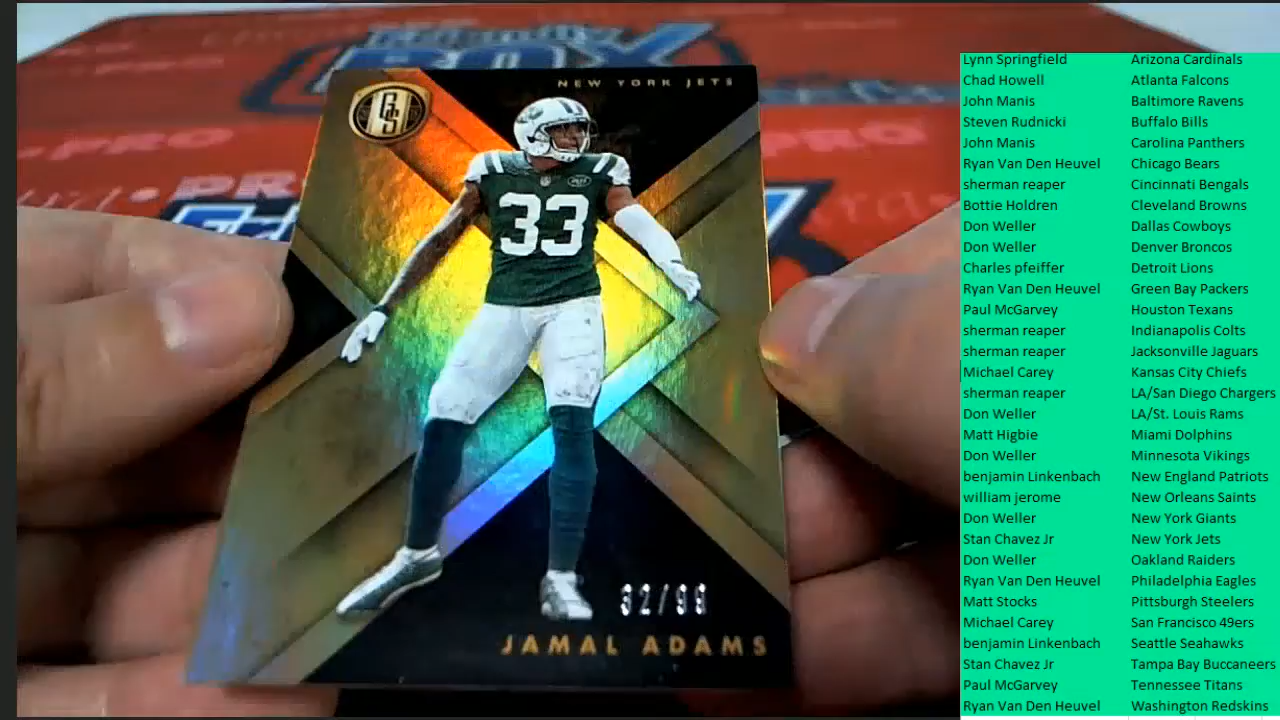 BOX
PRO
PRO
NEW YORK JETS
GS
JETS
33
32/99
JAMAL ADAMS
Lynn Springfield Arizona Cardinals
Chad Howell Atlanta Falcons
John Manis Baltimore Ravens
Steven Rudnicki Buffalo Bills
John Manis Carolina Panthers
Ryan Van Den Heuvel Chicago Bears
sherman reaper Cincinnati Bengals
Bottie Holdren Cleveland Browns
Don Weller Dallas Cowboys
Don Weller Denver Broncos
Charles pfeiffer Detroit Lions
Ryan Van Den Heuvel Green Bay Packers
Paul McGarvey Houston Texans
sherman reaper Indianapolis Colts
sherman reaper Jacksonville Jaguars
Michael Carey Kansas City Chiefs
sherman reaper LA/San Diego Chargers
Don Weller LA/St. Louis Rams
Matt Higbie Miami Dolphins
Don Weller Minnesota Vikings
benjamin Linkenbach New England Patriots
william jerome New Orleans Saints
Don Weller New York Giants
Stan Chavez Jr New York Jets
Don Weller Oakland Raiders
Ryan Van Den Heuvel Philadelphia Eagles
Matt Stocks Pittsburgh Steelers
Michael Carey San Francisco 49ers
benjamin Linkenbach Seattle Seahawks
Stan Chavez Jr Tampa Bay Buccaneers
Paul McGarvey Tennessee Titans
Ryan Van Den Heuvel Washington Redskins